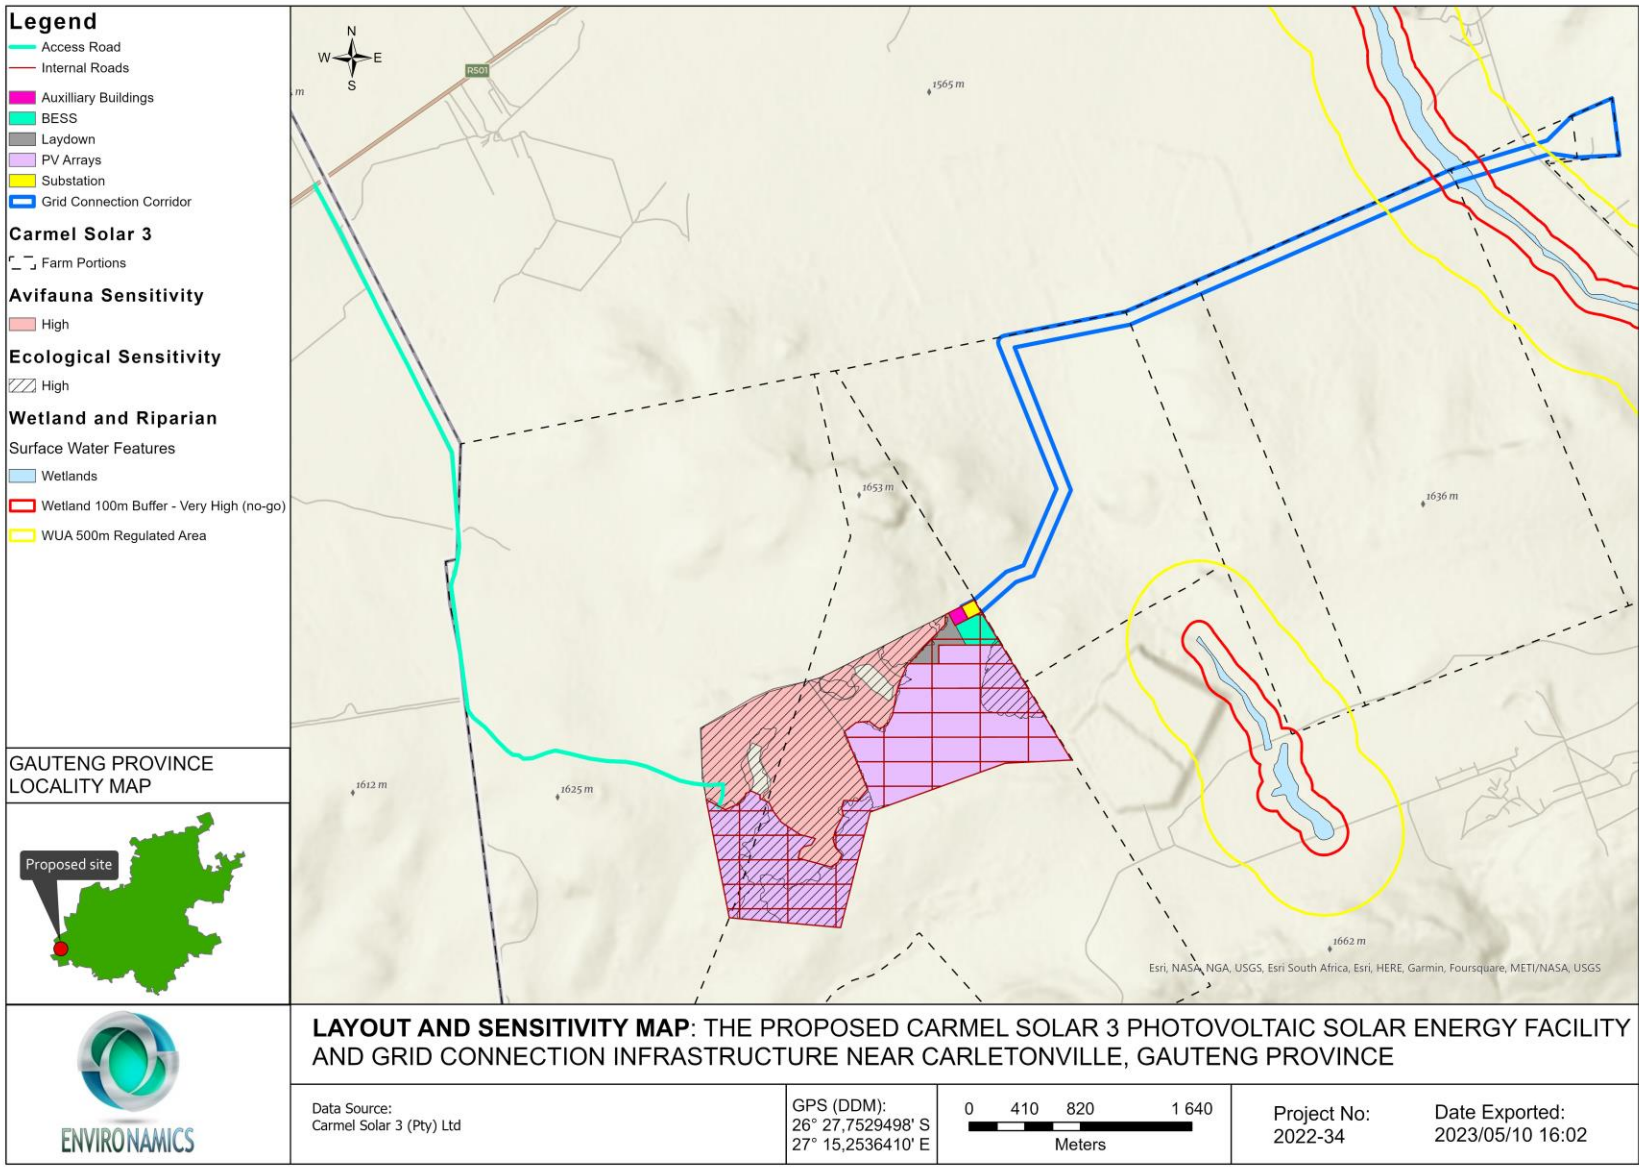 Legend
Access Road
Internal Roads
Auxilliary Buildings
BESS
Laydown
PV Arrays
Substation
Grid Connection Corridor
Carmel Solar 3
Farm Portions
Avifauna Sensitivity
High
Ecological Sensitivity
High
Wetland and Riparian
Surface Water Features
Wetlands
Wetland 100m Buffer - Very High (no-go)
WUA 500m Regulated Area
GAUTENG PROVINCE
LOCALITY MAP
Proposed site
ENVIRONAMICS
N
W E
S
R501
m
1565 m
1653 m
1636 m
1612 m
1625 m
1662 m
Esri, NASA, NGA, USGS, Esri South Africa, Esri, HERE, Garmin, Foursquare, METI/NASA, USGS
LAYOUT AND SENSITIVITY MAP: THE PROPOSED CARMEL SOLAR 3 PHOTOVOLTAIC SOLAR ENERGY FACILITY
AND GRID CONNECTION INFRASTRUCTURE NEAR CARLETONVILLE, GAUTENG PROVINCE
Data Source:
Carmel Solar 3 (Pty) Ltd
GPS (DDM):
26° 27,7529498' S
27° 15,2536410' E
0 410 820 1 640
Meters
Project No:
2022-34
Date Exported:
2023/05/10 16:02